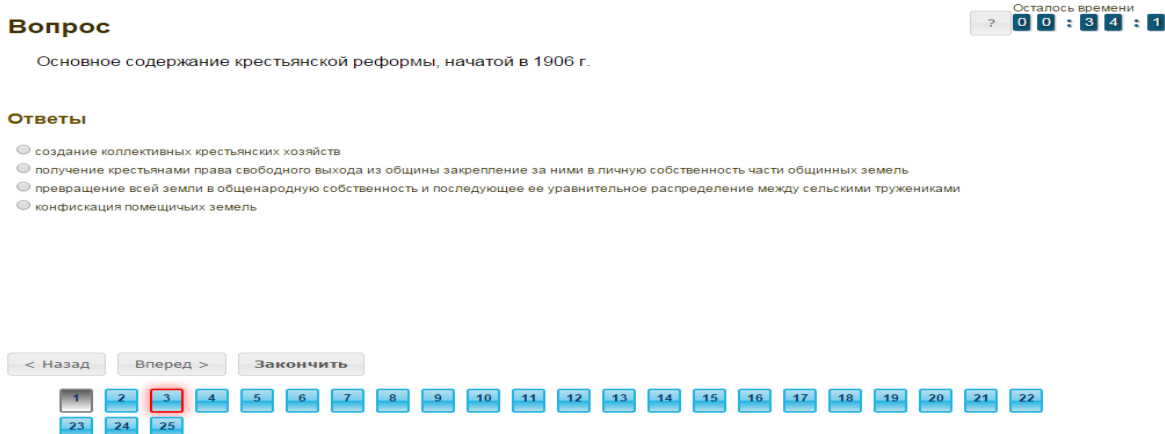 Осталось времени
Вопрос
? 0 0 : 3 4 : 1
Основное содержание крестьянской реформы, начатой в 1906 г.
Ответы
создание коллективных крестьянских хозяйств
получение крестьянами права свободного выхода из общины закрепление за ними в личную собственность части общинных земель
превращение всей земли в общенародную собственность и последующее ее уравнительное распределение между сельскими тружениками
конфискация помещичьих земель
< Назад Вперед > Закончить
1 2 3 4 5 6 7 8 9 10 11 12 13 14 15 16 17 18 19 20 21 22
23 24 25